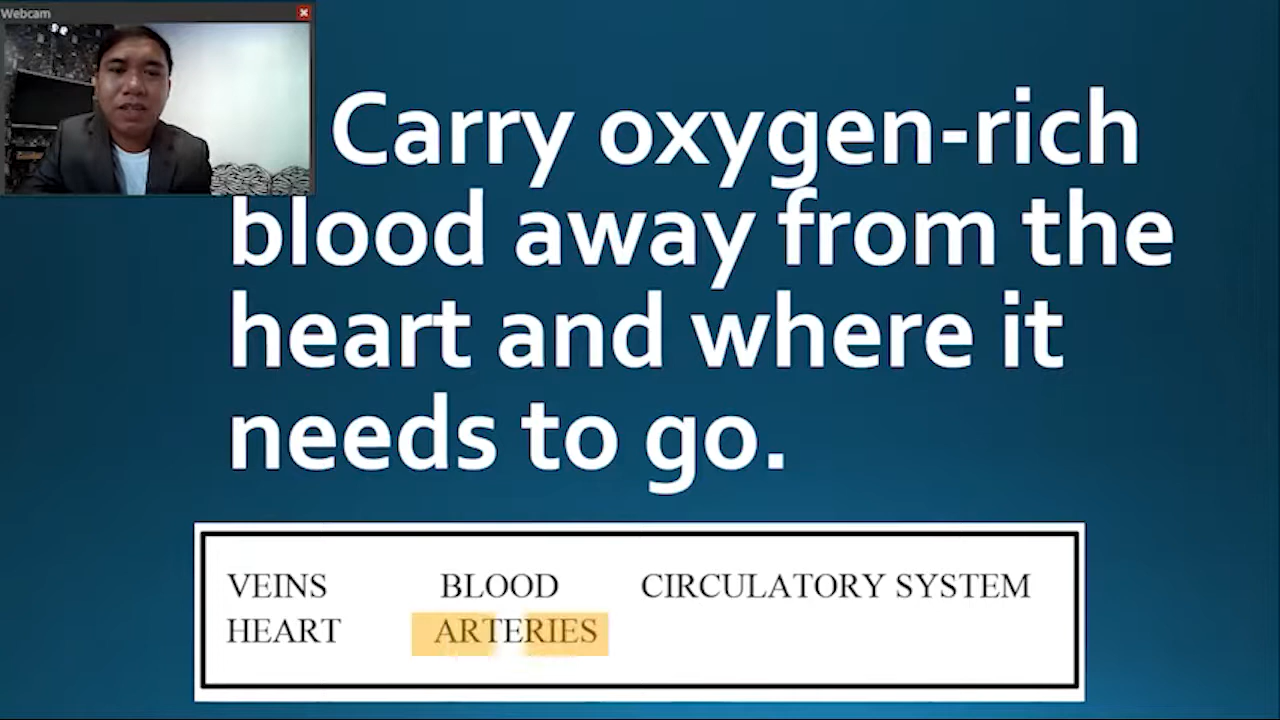 Webcam
Carry oxygen-rich
blood away from the
heart and where it
needs to go.
VEINS BLOOD CIRCULATORY SYSTEM
HEART ARTERIES